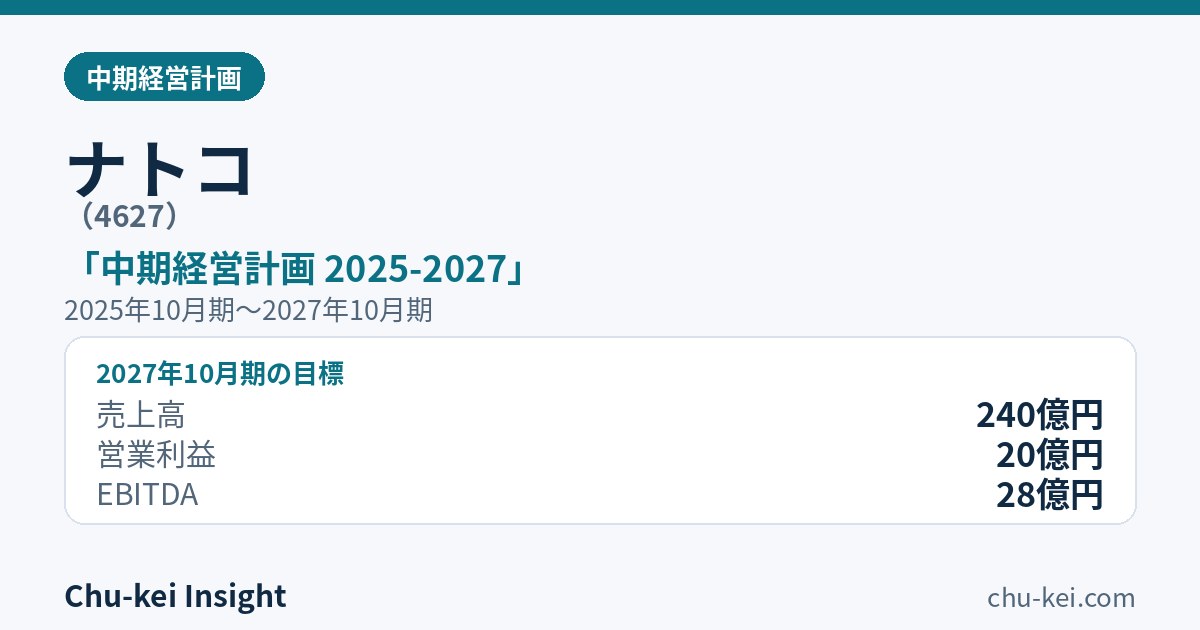 中期経営計画
ナトコ
（4627）
「中期経営計画 2025-2027」
2025年10月期～2027年10月期
2027年10月期の目標
売上高 240億円
営業利益 20億円
EBITDA 28億円
Chu-kei Insight chu-kei.com